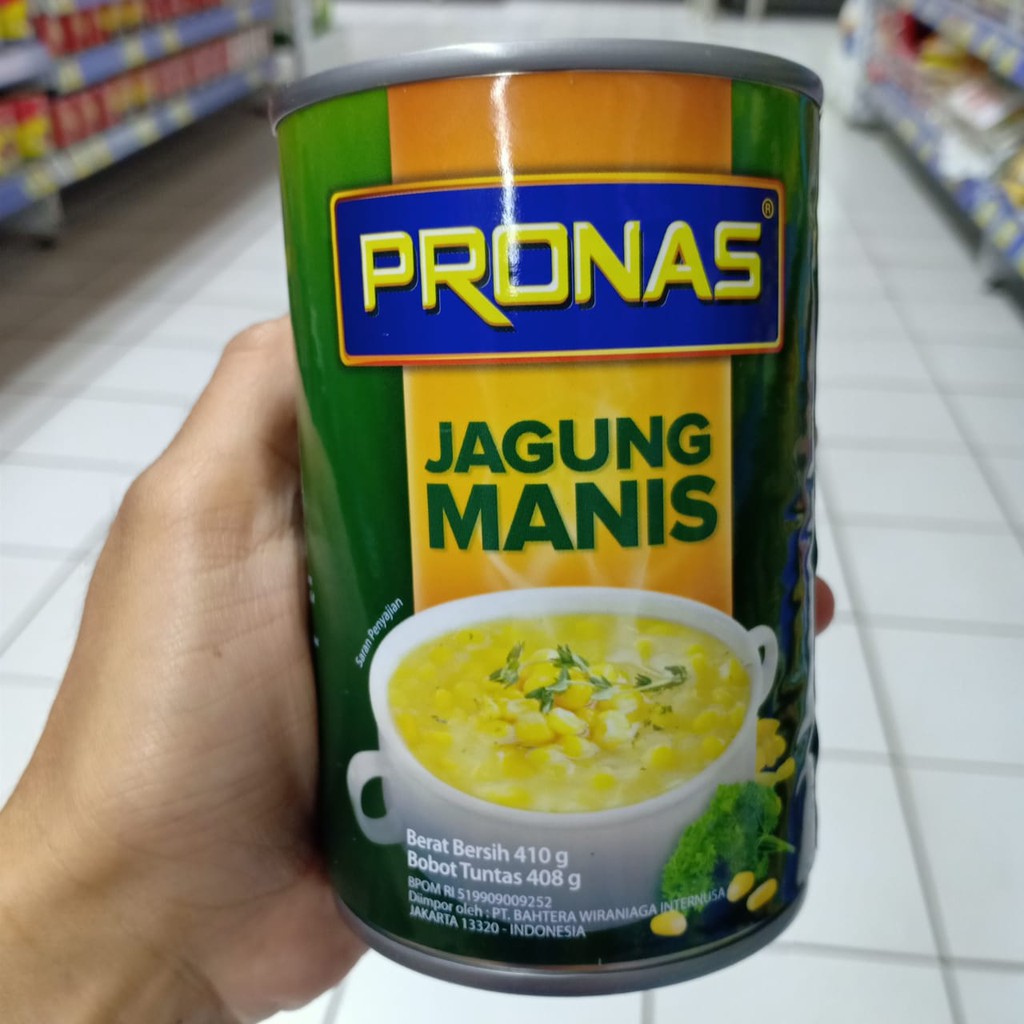 PRONAS®
JAGUNG
MANIS
Saran Penyajian
Berat Bersih 410 g
Bobot Tuntas 408 g
BPOM RI 519909009252
Diimpor oleh : PT. BAHTERA WIRANIAGA INTERNUSA
JAKARTA 13320 - INDONESIA